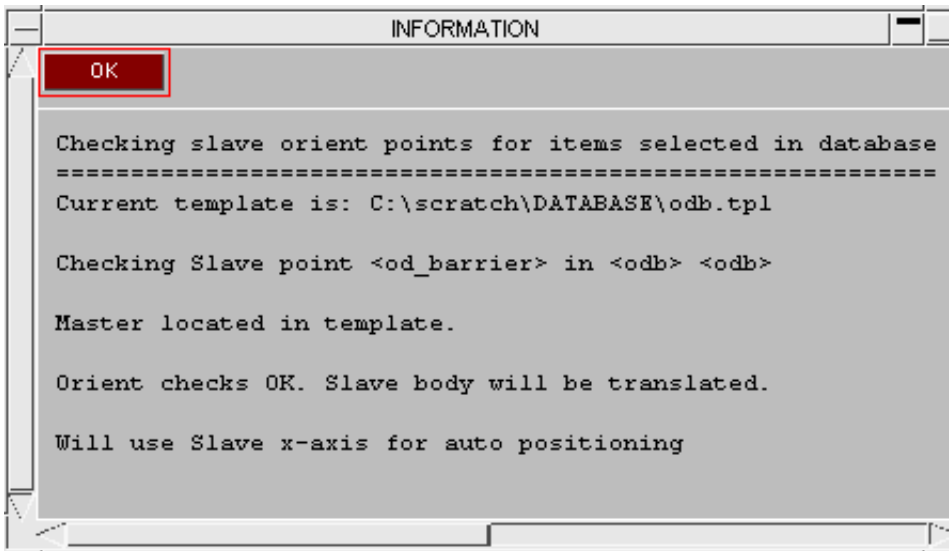 INFORMATION
OK
Checking slave orient points for items selected in database
===========================================================
Current template is: C:\scratch\DATABASE\odb.tpl
Checking Slave point <od_barrier> in <odb> <odb>
Master located in template.
Orient checks OK. Slave body will be translated.
Will use Slave x-axis for auto positioning